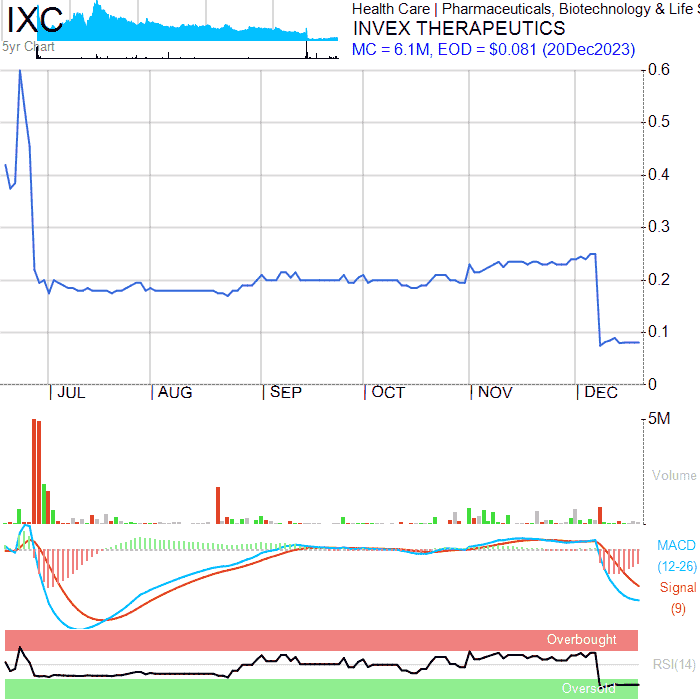 IXC
5yr Chart
Health Care | Pharmaceuticals, Biotechnology & Life S
INVEX THERAPEUTICS
MC = 6.1M, EOD = $0.081 (20Dec2023)
0.6
0.5
0.4
0.3
0.2
0.1
0
JUL AUG SEP OCT NOV DEC
5M
Volume
MACD
(12-26)
Signal
(9)
Overbought
RSI(14)
Oversold